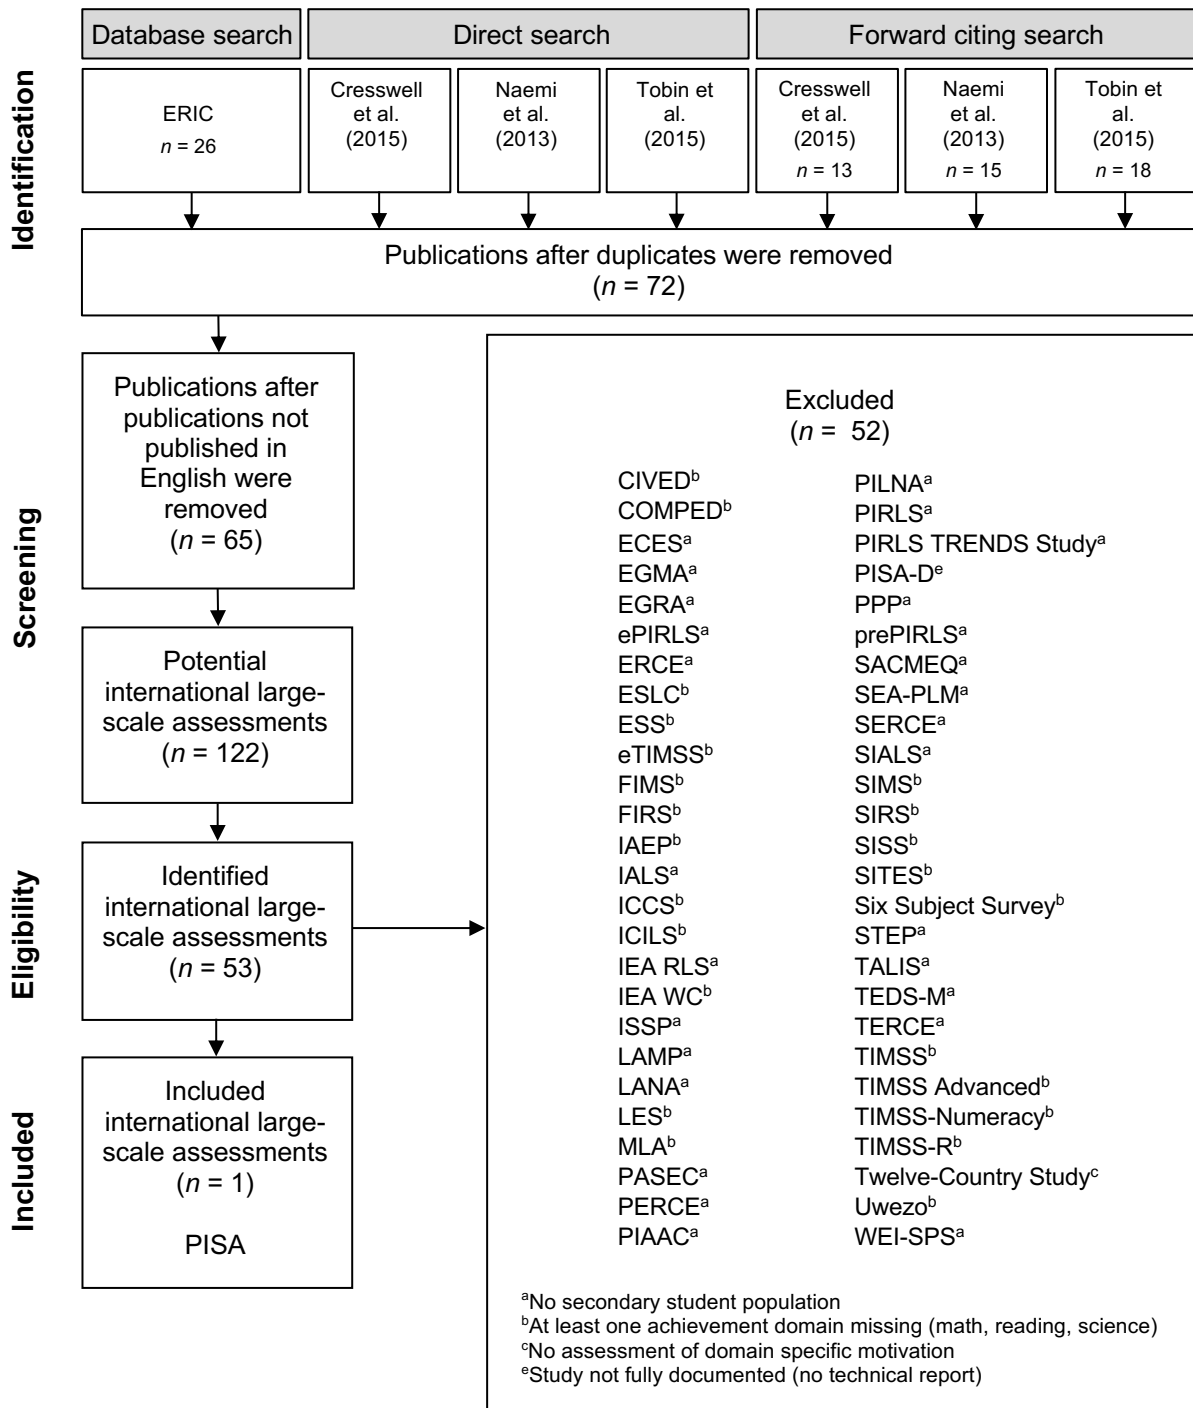 Database search
Direct search
Forward citing search
Identification
ERIC
n = 26
Cresswell
et al.
(2015)
Naemi
et al.
(2013)
Tobin et
al.
(2015)
Cresswell
et al.
(2015)
n = 13
Naemi
et al.
(2013)
n = 15
Tobin et
al.
(2015)
n = 18
Publications after duplicates were removed
(n = 72)
Screening
Publications after
publications not
published in
English were
removed
(n = 65)
Potential
international large-
scale assessments
(n = 122)
Eligibility
Identified
international large-
scale assessments
(n = 53)
Included
Included
international large-
scale assessments
(n = 1)
PISA
Excluded
(n = 52)
CIVEDᵇ
COMPEDᵇ
ECESᵃ
EGMAᵃ
EGRAᵃ
ePIRLSᵃ
ERCEᵃ
ESLCᵇ
ESSᵇ
eTIMSSᵇ
FIMSᵇ
FIRSᵇ
IAEPᵇ
IALSᵃ
ICCSᵇ
ICILSᵇ
IEA RLSᵃ
IEA WCᵇ
ISSPᵃ
LAMPᵃ
LANAᵃ
LESᵇ
MLAᵇ
PASECᵃ
PERCEᵃ
PIAACᵃ
PILNAᵃ
PIRLSᵃ
PIRLS TRENDS Studyᵃ
PISA-Dᵉ
PPPᵃ
prePIRLSᵃ
SACMEQᵃ
SEA-PLMᵃ
SERCEᵃ
SIALSᵃ
SIMSᵇ
SIRSᵇ
SISSᵇ
SITESᵇ
Six Subject Surveyᵇ
STEPᵃ
TALISᵃ
TEDS-Mᵃ
TERCEᵃ
TIMSSᵇ
TIMSS Advancedᵇ
TIMSS-Numeracyᵇ
TIMSS-Rᵇ
Twelve-Country Studyᶜ
Uwezoᵇ
WEI-SPSᵃ
ᵃNo secondary student population
ᵇAt least one achievement domain missing (math, reading, science)
ᶜNo assessment of domain specific motivation
ᵉStudy not fully documented (no technical report)